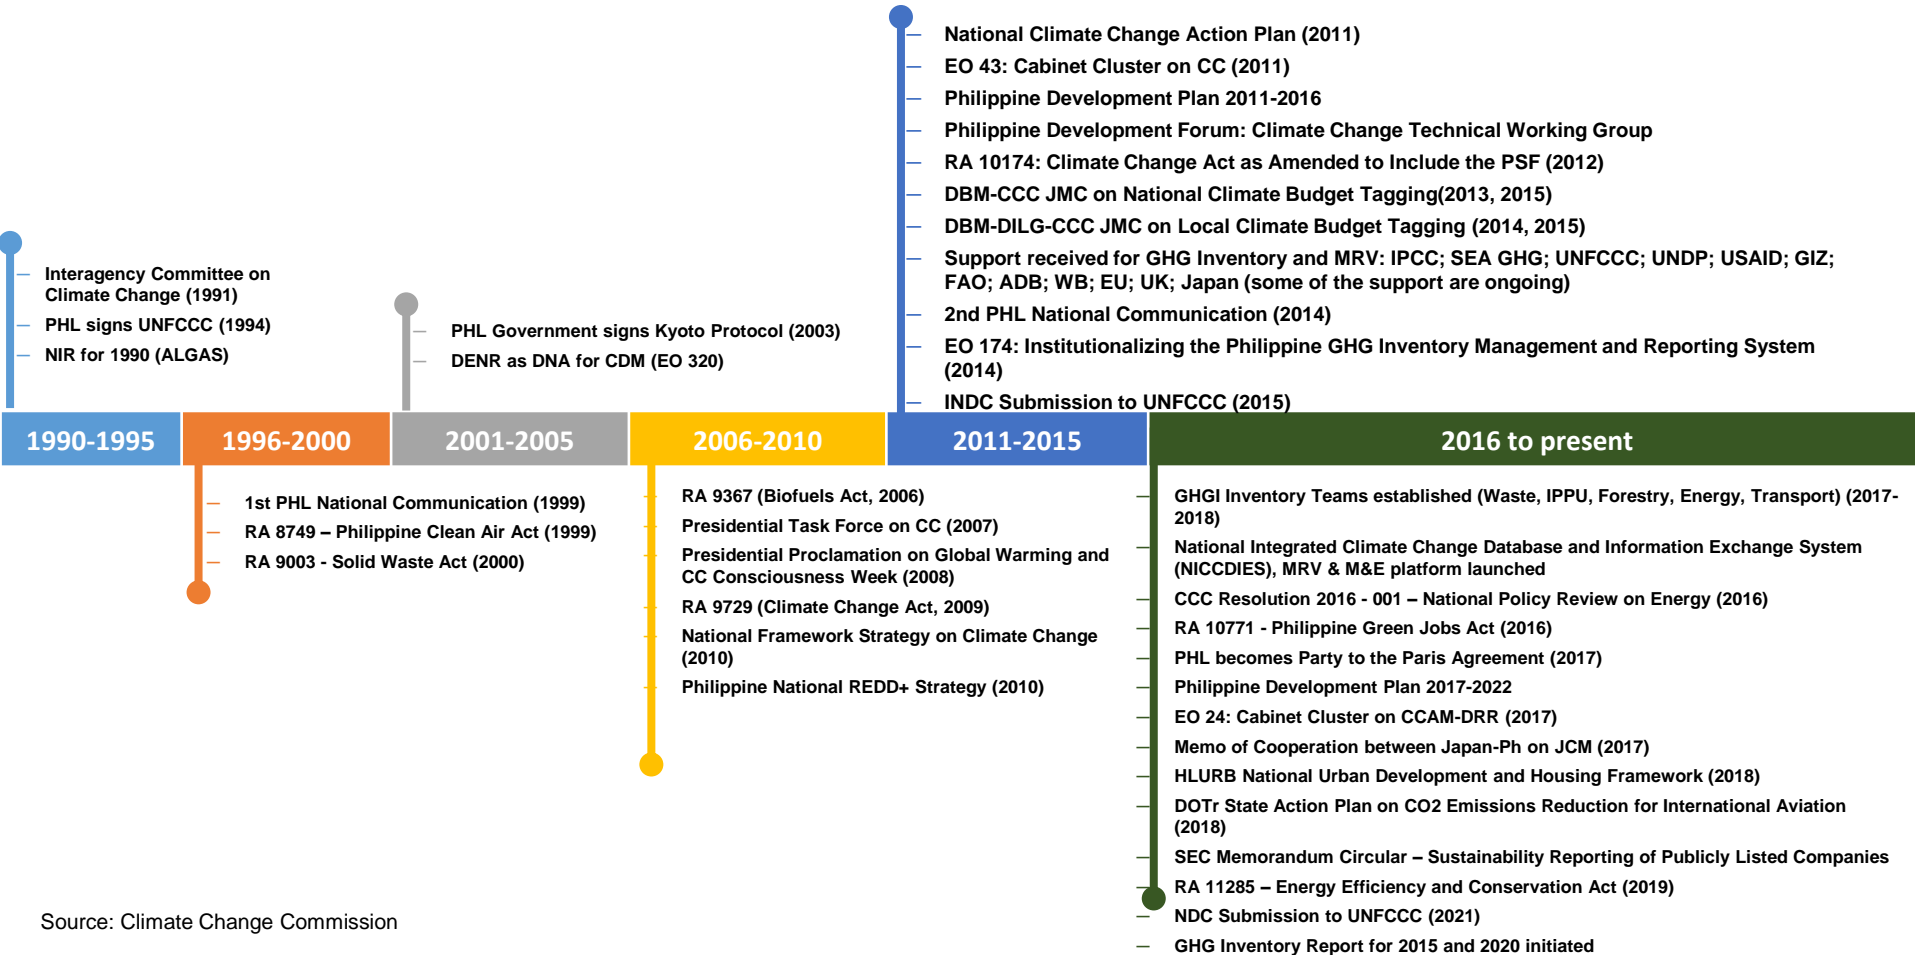 National Climate Change Action Plan (2011)
EO 43: Cabinet Cluster on CC (2011)
Philippine Development Plan 2011-2016
Philippine Development Forum: Climate Change Technical Working Group
RA 10174: Climate Change Act as Amended to Include the PSF (2012)
DBM-CCC JMC on National Climate Budget Tagging(2013, 2015)
DBM-DILG-CCC JMC on Local Climate Budget Tagging (2014, 2015)
Support received for GHG Inventory and MRV: IPCC; SEA GHG; UNFCCC; UNDP; USAID; GIZ;
FAO; ADB; WB; EU; UK; Japan (some of the support are ongoing)
2nd PHL National Communication (2014)
EO 174: Institutionalizing the Philippine GHG Inventory Management and Reporting System
(2014)
INDC Submission to UNFCCC (2015)
Interagency Committee on
Climate Change (1991)
PHL signs UNFCCC (1994)
NIR for 1990 (ALGAS)
PHL Government signs Kyoto Protocol (2003)
DENR as DNA for CDM (EO 320)
1990-1995
1996-2000
2001-2005
2006-2010
2011-2015
2016 to present
1st PHL National Communication (1999)
RA 8749 – Philippine Clean Air Act (1999)
RA 9003 - Solid Waste Act (2000)
RA 9367 (Biofuels Act, 2006)
Presidential Task Force on CC (2007)
Presidential Proclamation on Global Warming and
CC Consciousness Week (2008)
RA 9729 (Climate Change Act, 2009)
National Framework Strategy on Climate Change
(2010)
Philippine National REDD+ Strategy (2010)
GHGI Inventory Teams established (Waste, IPPU, Forestry, Energy, Transport) (2017-
2018)
National Integrated Climate Change Database and Information Exchange System
(NICCDIES), MRV & M&E platform launched
CCC Resolution 2016 - 001 – National Policy Review on Energy (2016)
RA 10771 - Philippine Green Jobs Act (2016)
PHL becomes Party to the Paris Agreement (2017)
Philippine Development Plan 2017-2022
EO 24: Cabinet Cluster on CCAM-DRR (2017)
Memo of Cooperation between Japan-Ph on JCM (2017)
HLURB National Urban Development and Housing Framework (2018)
DOTr State Action Plan on CO2 Emissions Reduction for International Aviation
(2018)
SEC Memorandum Circular – Sustainability Reporting of Publicly Listed Companies
RA 11285 – Energy Efficiency and Conservation Act (2019)
NDC Submission to UNFCCC (2021)
GHG Inventory Report for 2015 and 2020 initiated
Source: Climate Change Commission